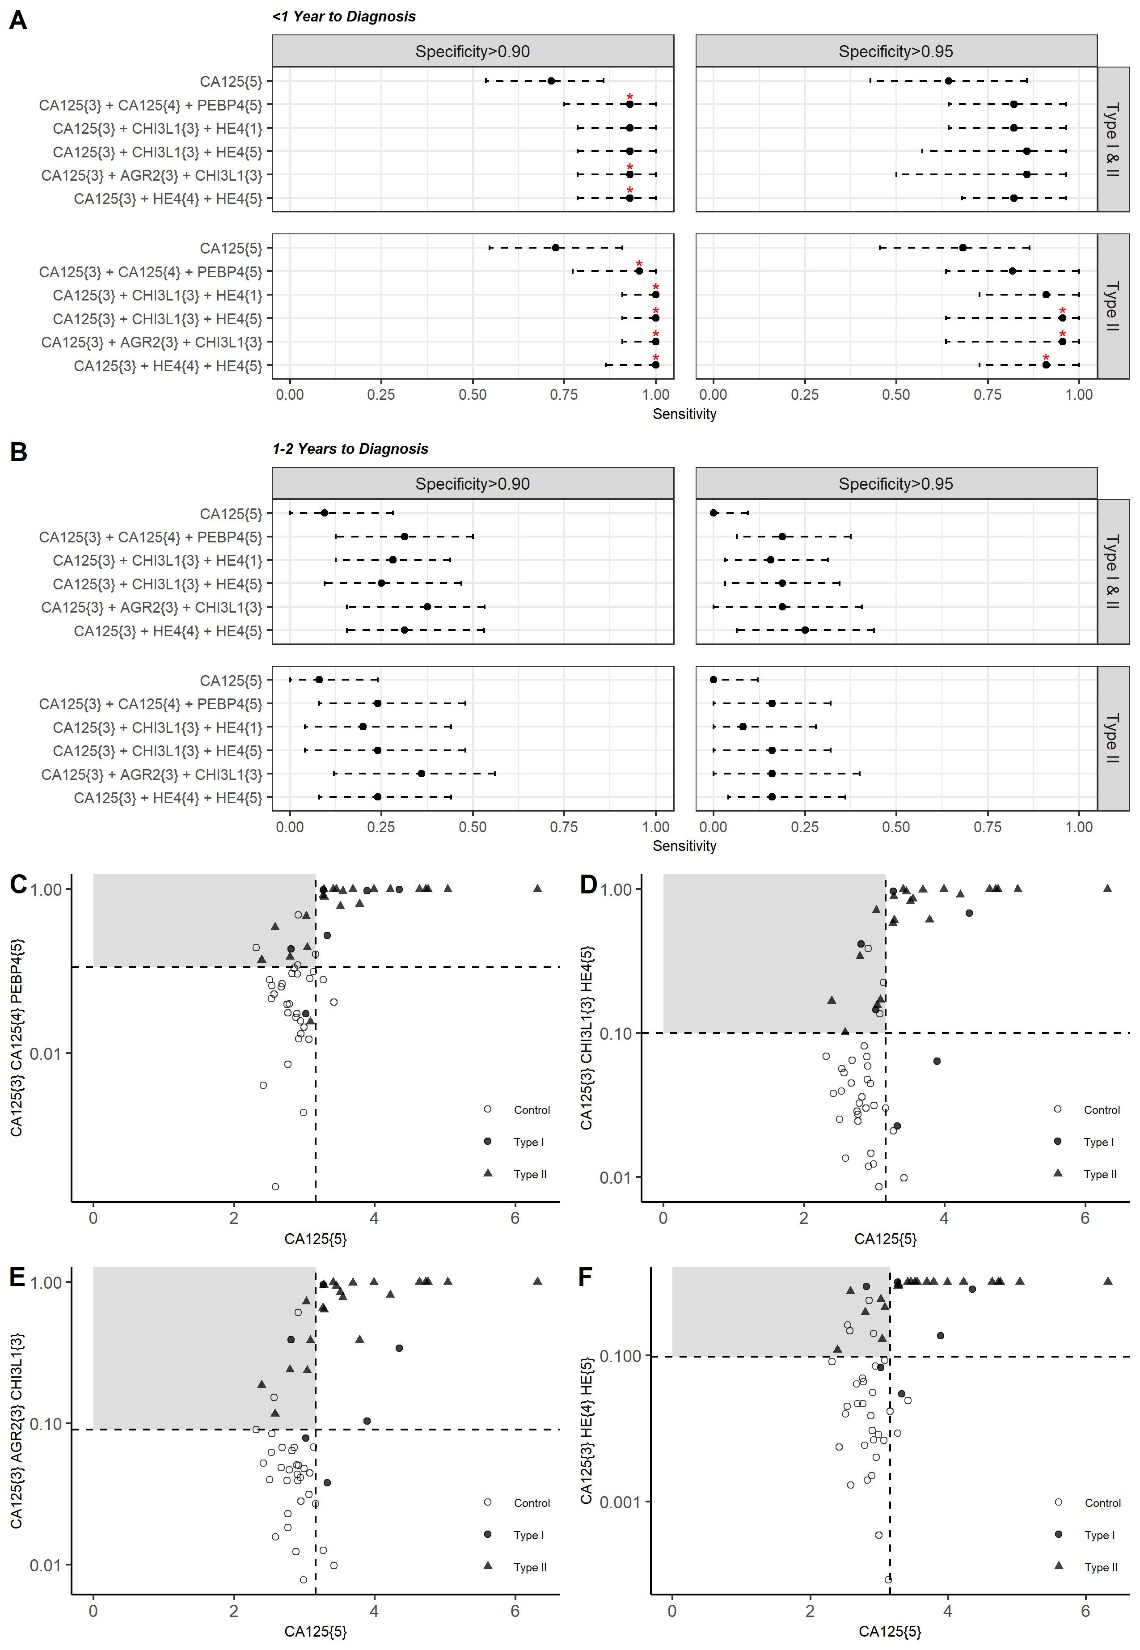 A
<1 Year to Diagnosis
Specificity>0.90
Specificity>0.95
CA125{5}
CA125{3} + CA125{4} + PEBP4{5}
CA125{3} + CHI3L1{3} + HE4{1}
CA125{3} + CHI3L1{3} + HE4{5}
CA125{3} + AGR2{3} + CHI3L1{3}
CA125{3} + HE4{4} + HE4{5}
Type I & II
CA125{5}
CA125{3} + CA125{4} + PEBP4{5}
CA125{3} + CHI3L1{3} + HE4{1}
CA125{3} + CHI3L1{3} + HE4{5}
CA125{3} + AGR2{3} + CHI3L1{3}
CA125{3} + HE4{4} + HE4{5}
Type II
0.00 0.25 0.50 0.75 1.00
0.00 0.25 0.50 0.75 1.00
Sensitivity
Sensitivity
B
1-2 Years to Diagnosis
Specificity>0.90
Specificity>0.95
CA125{5}
CA125{3} + CA125{4} + PEBP4{5}
CA125{3} + CHI3L1{3} + HE4{1}
CA125{3} + CHI3L1{3} + HE4{5}
CA125{3} + AGR2{3} + CHI3L1{3}
CA125{3} + HE4{4} + HE4{5}
Type I & II
CA125{5}
CA125{3} + CA125{4} + PEBP4{5}
CA125{3} + CHI3L1{3} + HE4{1}
CA125{3} + CHI3L1{3} + HE4{5}
CA125{3} + AGR2{3} + CHI3L1{3}
CA125{3} + HE4{4} + HE4{5}
Type II
0.00 0.25 0.50 0.75 1.00
0.00 0.25 0.50 0.75 1.00
Sensitivity
Sensitivity
C
CA125{3} CA125{4} PEBP4{5}
1.00
0.01
Control
Type I
Type II
0 2 4 6
CA125{5}
D
CA125{3} CHI3L1{3} HE4{5}
1.00
0.10
0.01
Control
Type I
Type II
0 2 4 6
CA125{5}
E
CA125{3} AGR2{3} CHI3L1{3}
1.00
0.10
0.01
Control
Type I
Type II
0 2 4 6
CA125{5}
F
CA125{3} HE{4} HE{5}
0.100
0.001
Control
Type I
Type II
0 2 4 6
CA125{5}